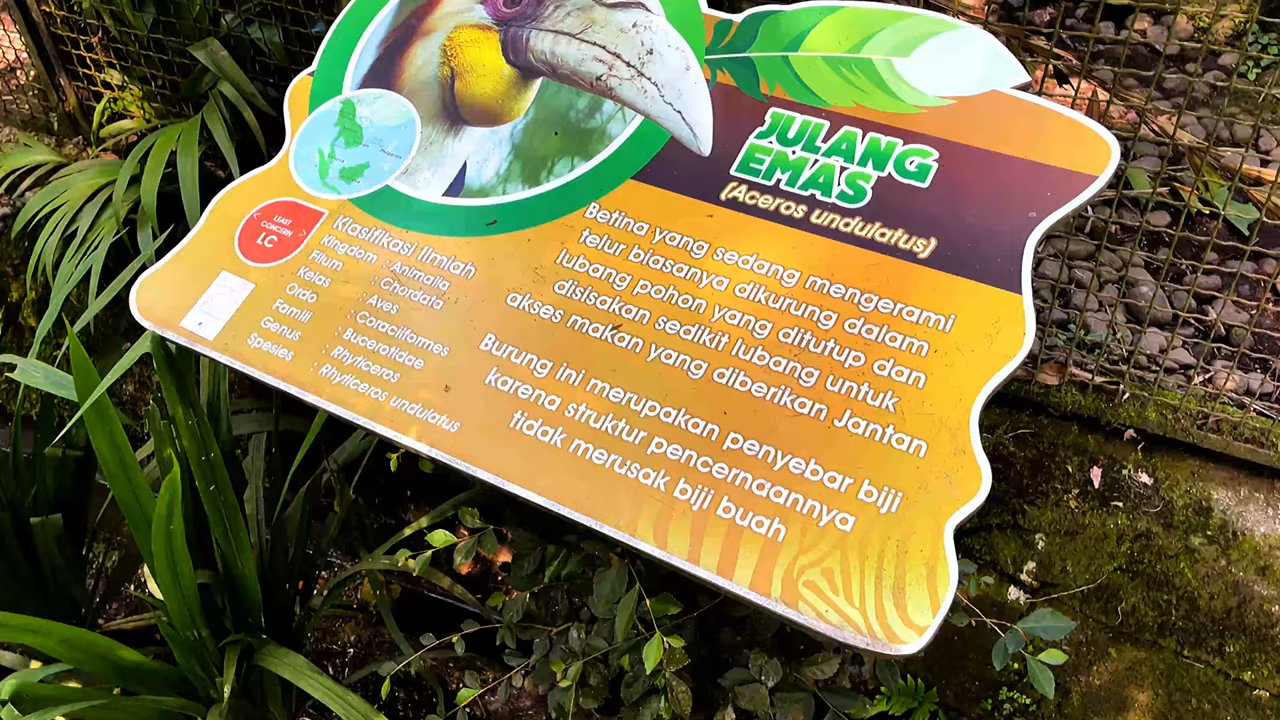 JULANG
EMAS
(Aceros undulatus)
LEAST
CONCERN
LC
Klasifikasi Ilmiah
Kingdom : Animalia
Filum : Chordata
Kelas : Aves
Ordo : Coraciiformes
Famili : Bucerotidae
Genus : Rhyticeros
Spesies : Rhyticeros undulatus
Betina yang sedang mengerami
telur biasanya dikurung dalam
lubang pohon yang ditutup dan
disisakan sedikit lubang untuk
akses makan yang diberikan Jantan
Burung ini merupakan penyebar biji
karena struktur pencernaannya
tidak merusak biji buah